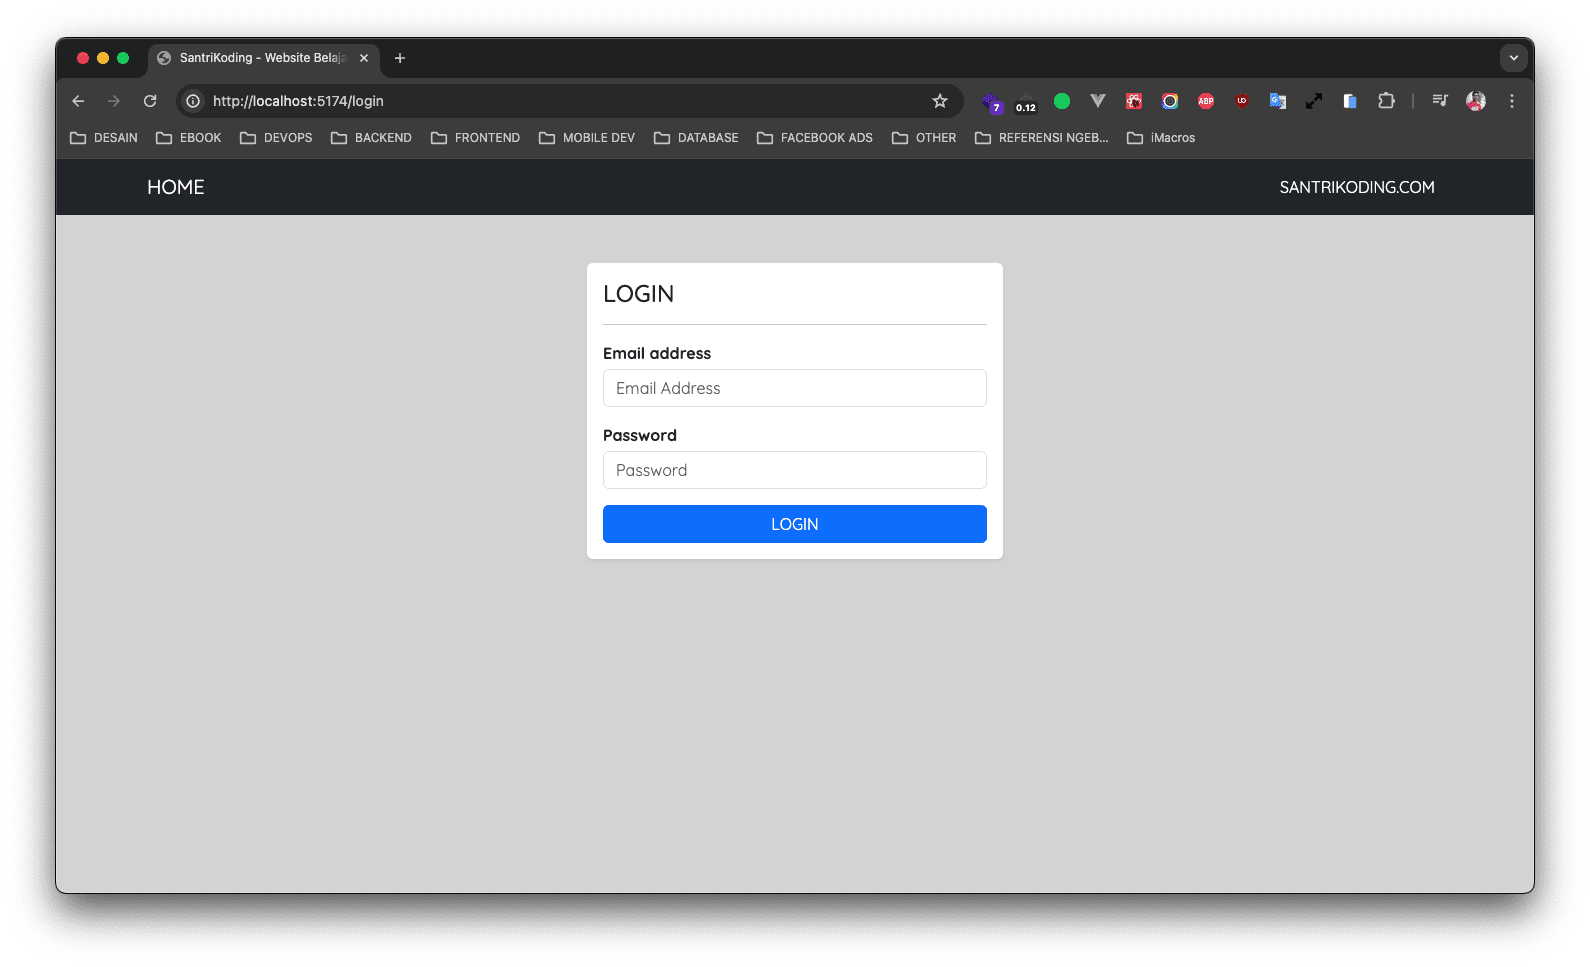 SantriKoding - Website Belaja
http://localhost:5174/login
7
0.12
ABP
DESAIN EBOOK DEVOPS BACKEND FRONTEND MOBILE DEV DATABASE FACEBOOK ADS OTHER REFERENSI NGEB... iMacros
HOME SANTRIKODING.COM
LOGIN
Email address
Email Address
Password
Password
LOGIN